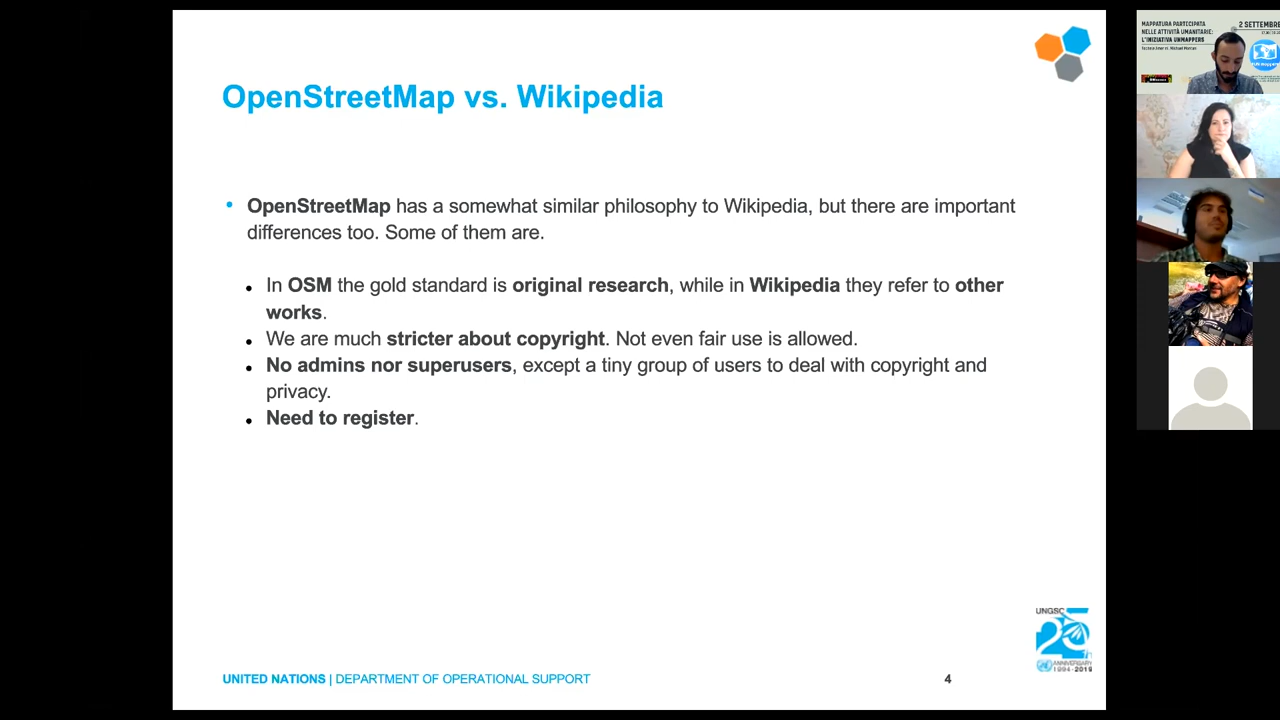 OpenStreetMap vs. Wikipedia
OpenStreetMap has a somewhat similar philosophy to Wikipedia, but there are important
differences too. Some of them are.
In OSM the gold standard is original research, while in Wikipedia they refer to other
works.
We are much stricter about copyright. Not even fair use is allowed.
No admins nor superusers, except a tiny group of users to deal with copyright and
privacy.
Need to register.
UNGSC
20th
ANNIVERSARY
1994-2019
UNITED NATIONS | DEPARTMENT OF OPERATIONAL SUPPORT
4
MAPPATURA PARTECIPATA
NELLE ATTIVITÀ UMANITARIE:
L'INIZIATIVA UNMAPPERS
2 SETTEMBRE